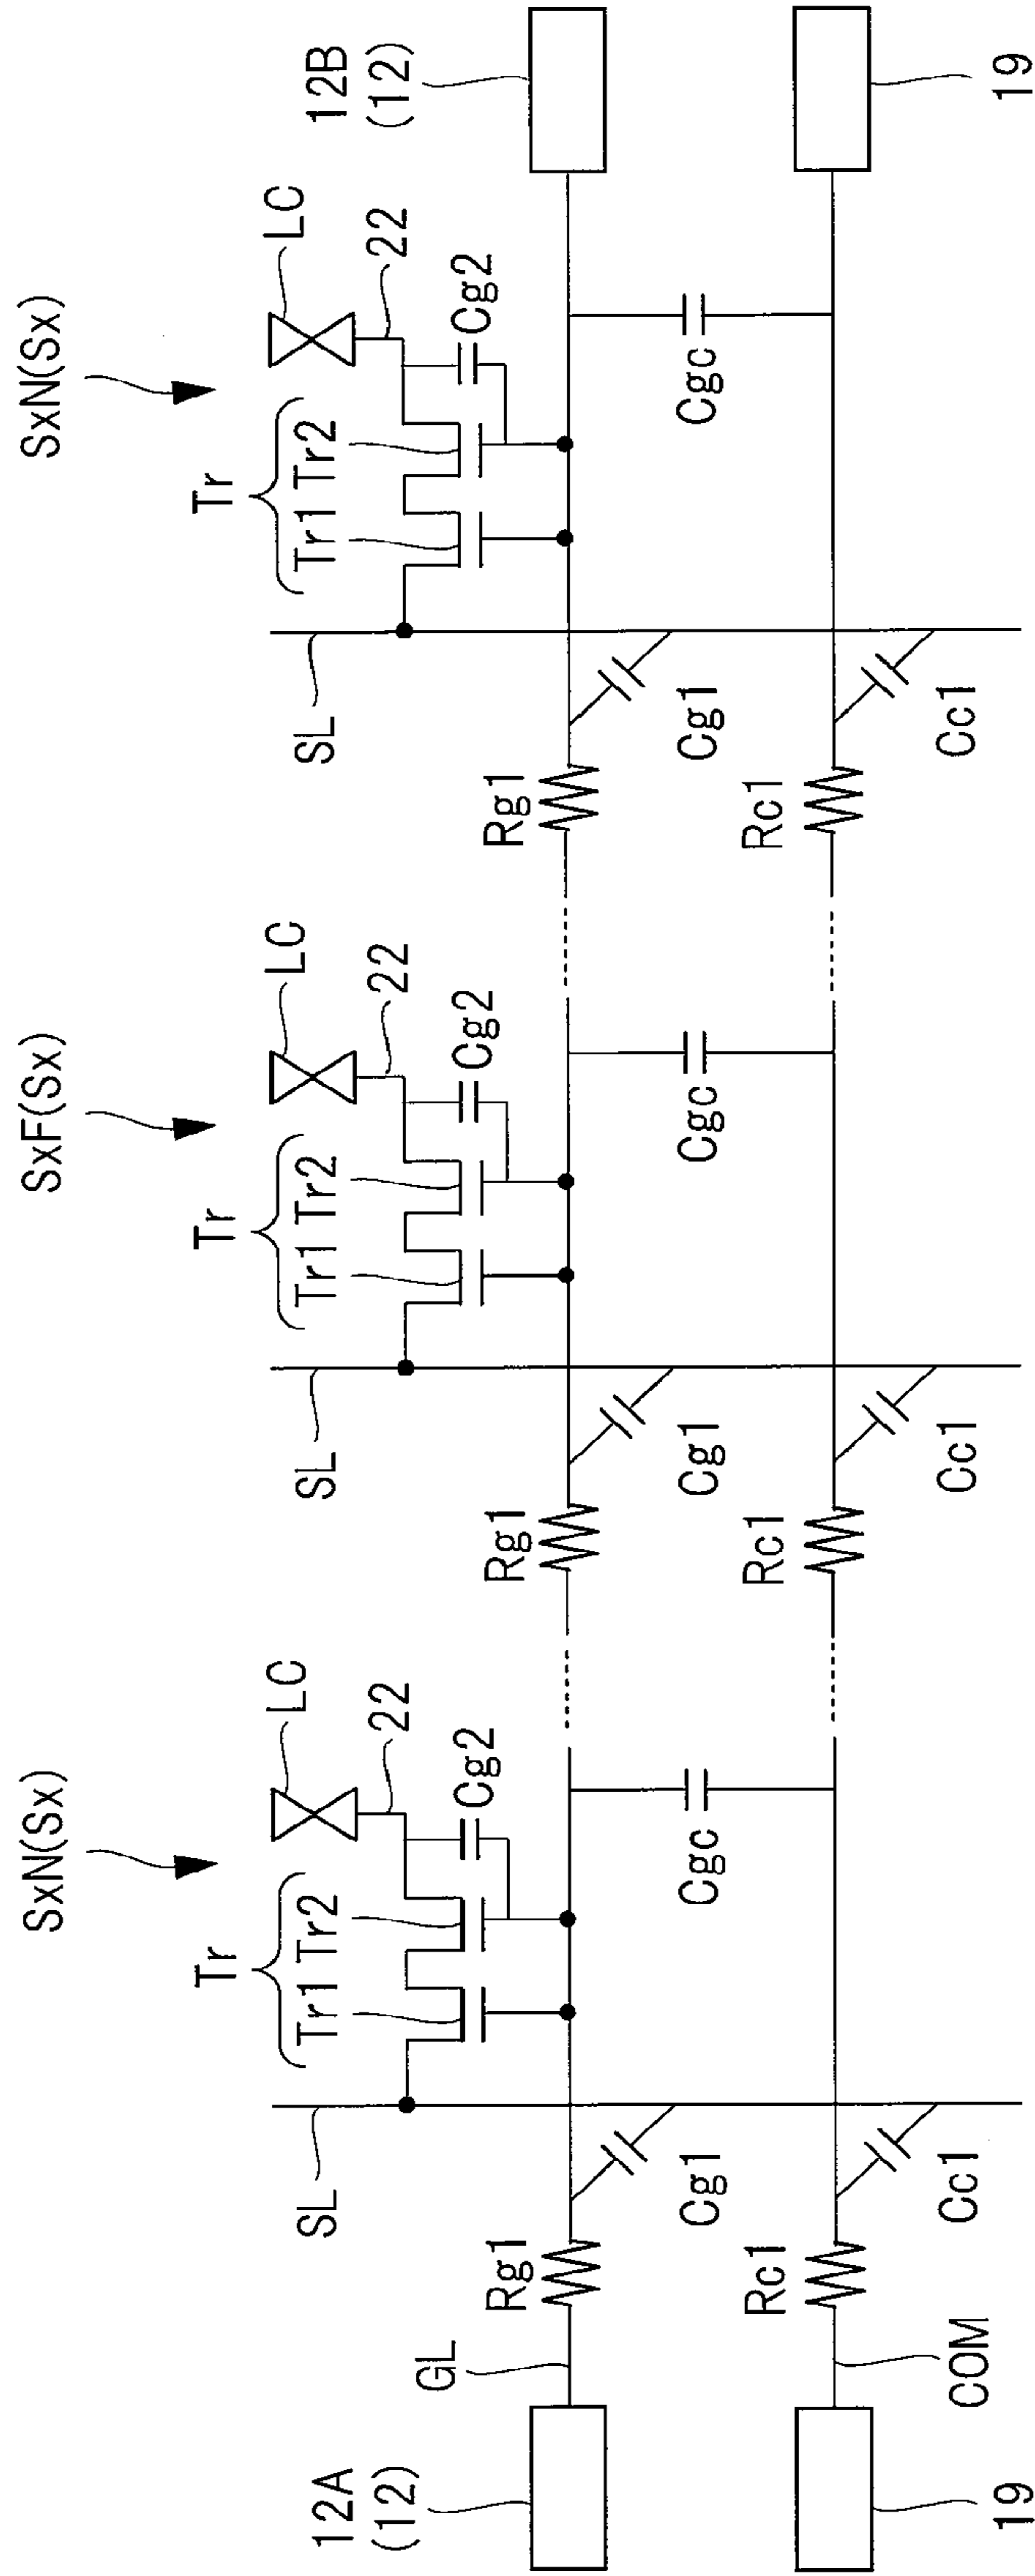 SxN(Sx) SxF(Sx) SxN(Sx)
Tr Tr Tr
LC LC LC
12A SL Tr1 Tr2 SL Tr1 Tr2 SL Tr1 Tr2 12B
(12) 22 22 22 (12)
GL Rg1 Cg2 Rg1 Cg2 Rg1 Cg2
Cg1 Cgc Cg1 Cgc Cg1 Cgc
Rc1 Rc1 Rc1
Cc1 Cc1 Cc1
COM
19 19